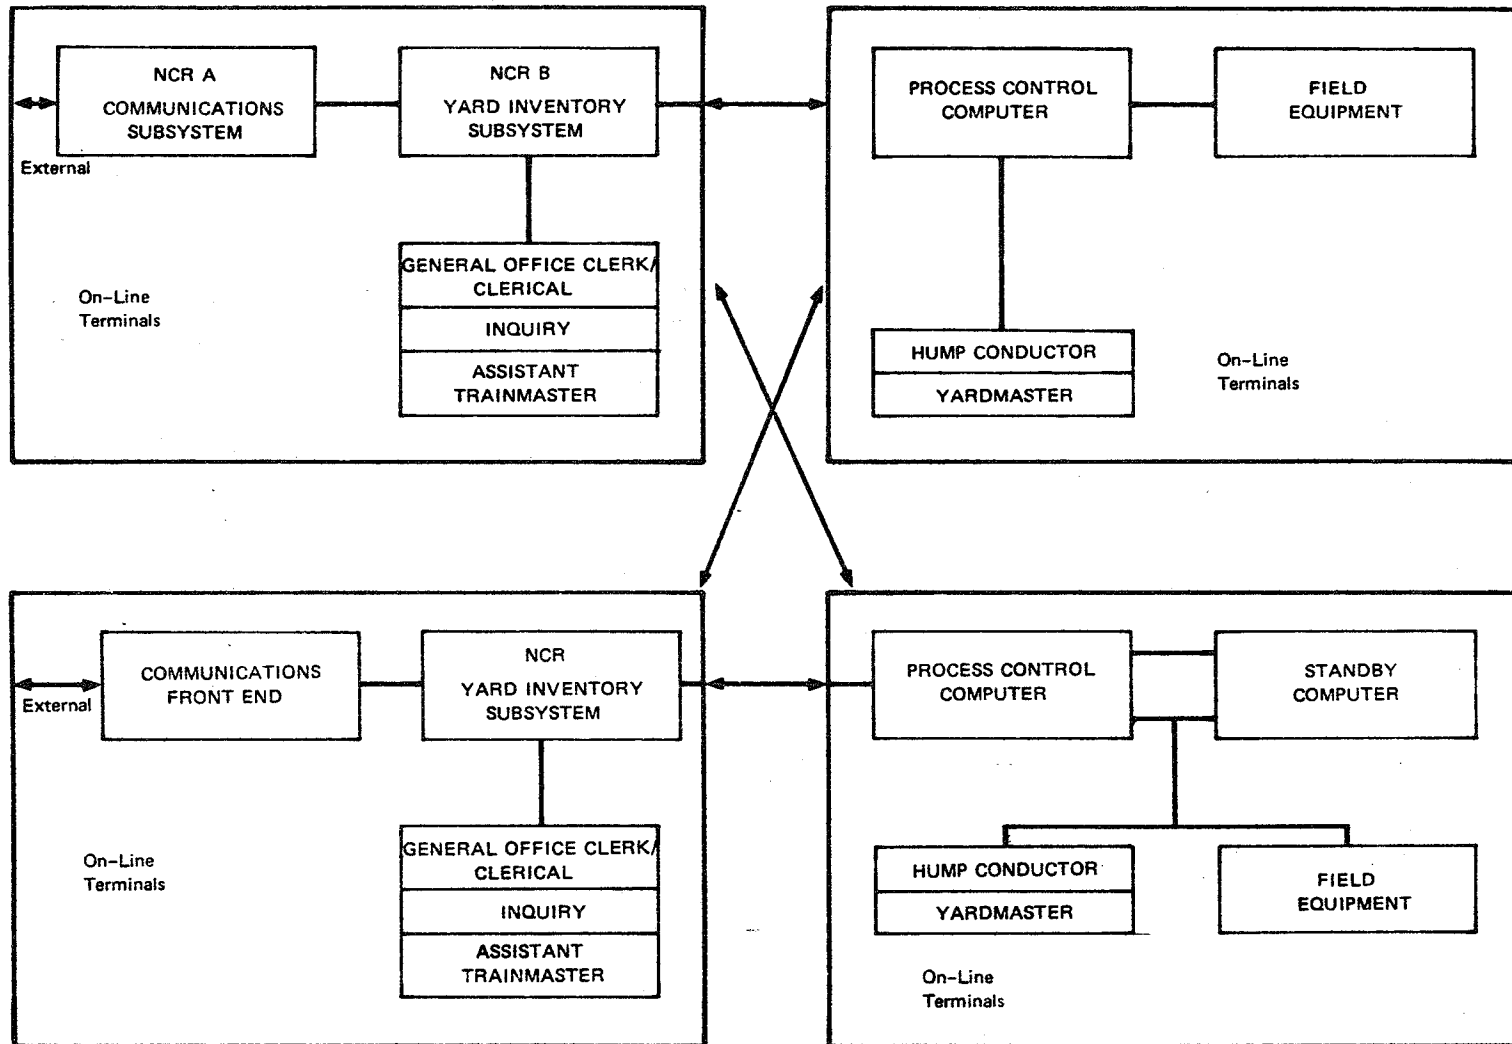 NCR A
COMMUNICATIONS
SUBSYSTEM
External
NCR B
YARD INVENTORY
SUBSYSTEM
GENERAL OFFICE CLERK/
CLERICAL
INQUIRY
ASSISTANT
TRAINMASTER
On-Line
Terminals
PROCESS CONTROL
COMPUTER
FIELD
EQUIPMENT
HUMP CONDUCTOR
YARDMASTER
On-Line
Terminals
COMMUNICATIONS
FRONT END
External
NCR
YARD INVENTORY
SUBSYSTEM
GENERAL OFFICE CLERK/
CLERICAL
INQUIRY
ASSISTANT
TRAINMASTER
On-Line
Terminals
PROCESS CONTROL
COMPUTER
STANDBY
COMPUTER
HUMP CONDUCTOR
YARDMASTER
FIELD
EQUIPMENT
On-Line
Terminals